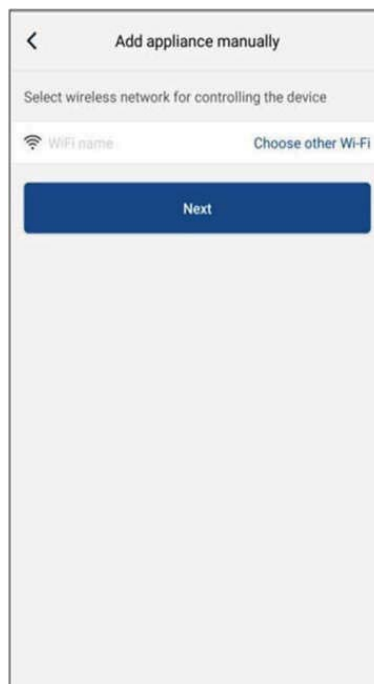 Add appliance manually
Select wireless network for controlling the device
WiFi name Choose other Wi-Fi
Next